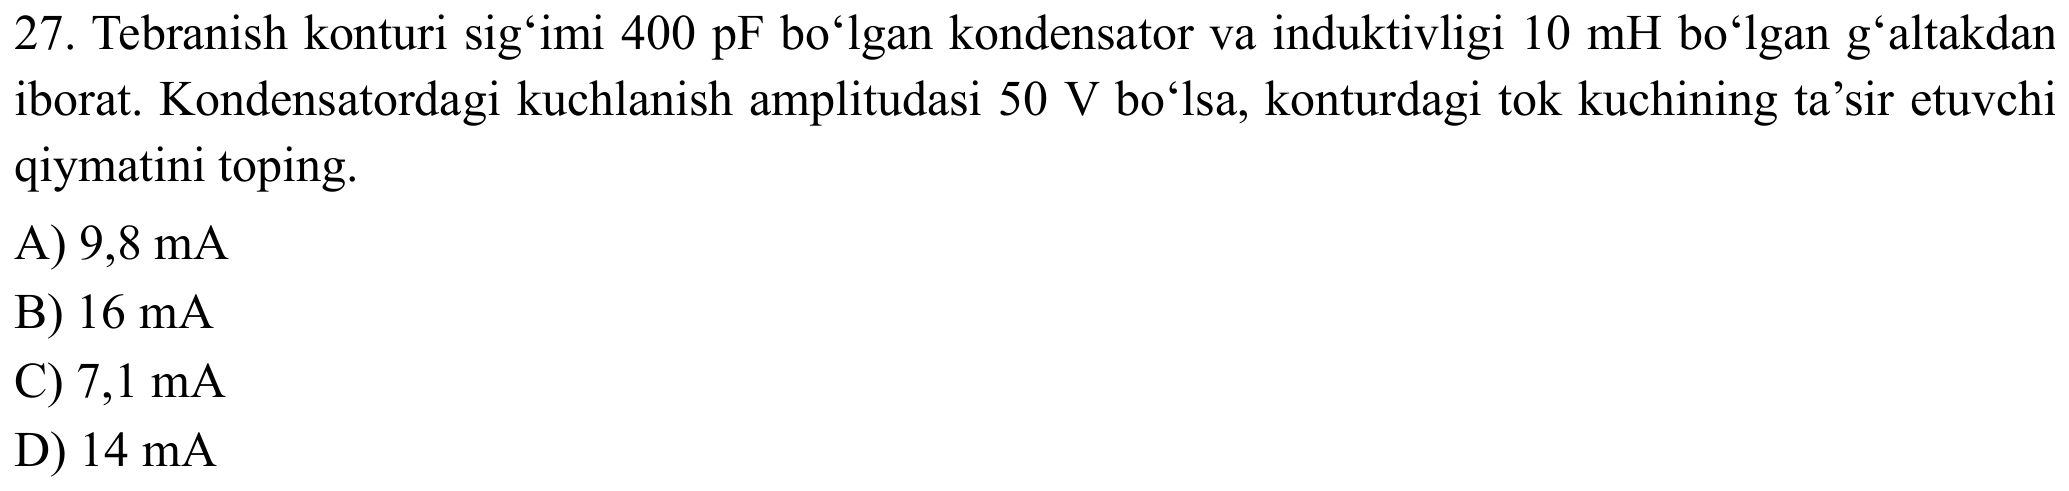 27. Tebranish konturi sig‘imi 400 pF bo‘lgan kondensator va induktivligi 10 mH bo‘lgan g‘altakdan
iborat. Kondensatordagi kuchlanish amplitudasi 50 V bo‘lsa, konturdagi tok kuchining ta’sir etuvchi
qiymatini toping.
A) 9,8 mA
B) 16 mA
C) 7,1 mA
D) 14 mA